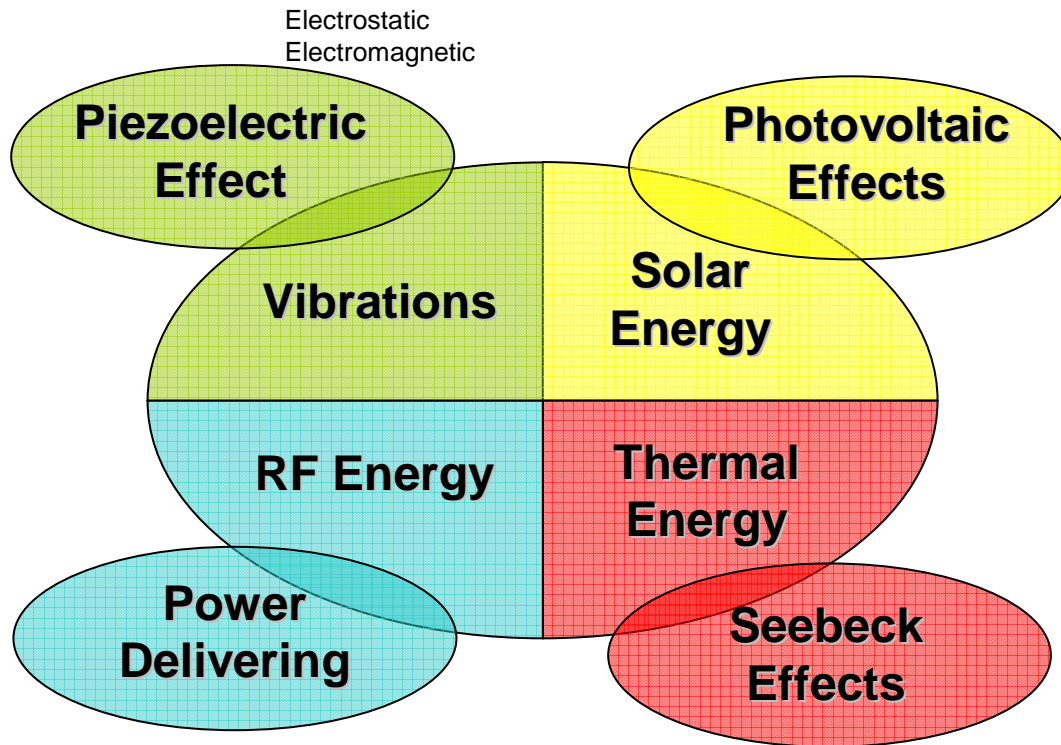 Electrostatic
Electromagnetic
Piezoelectric
Effect
Photovoltaic
Effects
Vibrations
Solar
Energy
RF Energy
Thermal
Energy
Power
Delivering
Seebeck
Effects